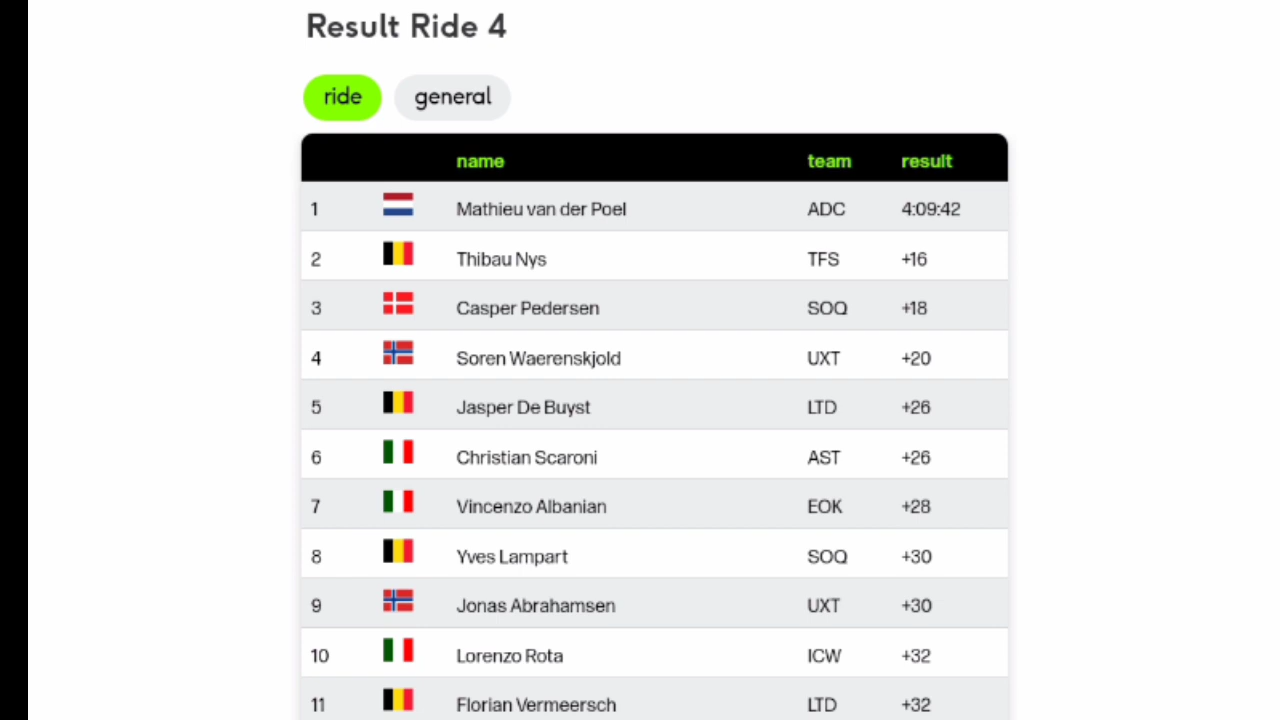 Result Ride 4
ride general
name team result
1 Mathieu van der Poel ADC 4:09:42
2 Thibau Nys TFS +16
3 Casper Pedersen SOQ +18
4 Soren Waerenskjold UXT +20
5 Jasper De Buyst LTD +26
6 Christian Scaroni AST +26
7 Vincenzo Albanian EOK +28
8 Yves Lampart SOQ +30
9 Jonas Abrahamsen UXT +30
10 Lorenzo Rota ICW +32
11 Florian Vermeersch LTD +32